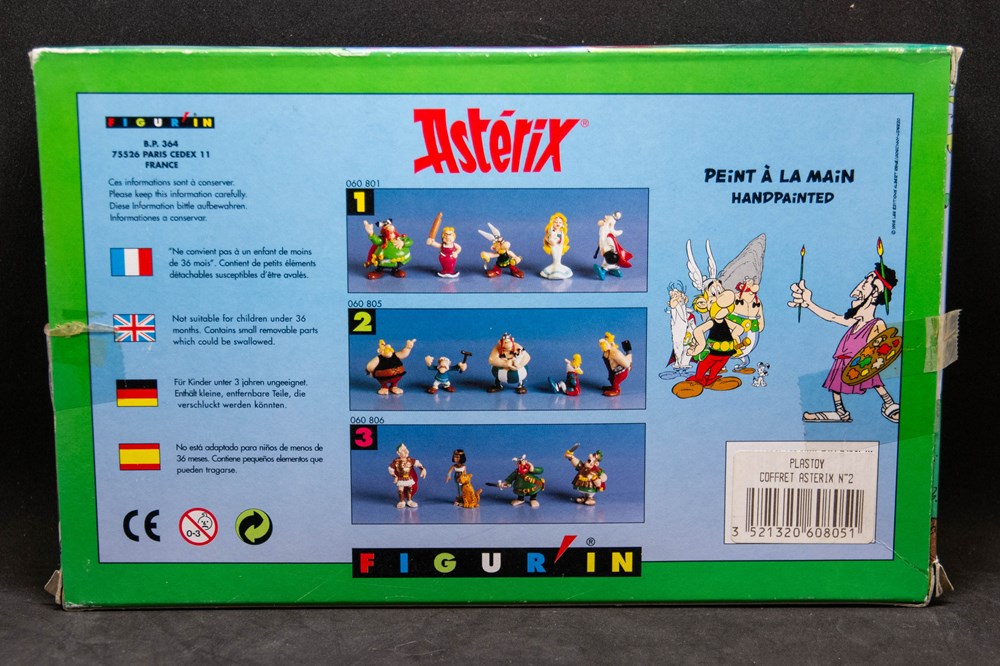 FIGUR'IN
B.P. 364
75526 PARIS CEDEX 11
FRANCE
Ces informations sont à conserver.
Please keep this information carefully.
Diese Information bitte aufbewahren.
Informationes a conservar.
"Ne convient pas à un enfant de moins
de 36 mois". Contient de petits éléments
détachables susceptibles d'être avalés.
Not suitable for children under 36
months. Contains small removable parts
which could be swallowed.
Für Kinder unter 3 jahren ungeeignet.
Enthält kleine, entfernbare Teile, die
verschluckt werden könnten.
No está adaptado para niños de menos de
36 meses. Contiene pequeños elementos que
pueden tragarse.
CE
0-3
Astérix®
060 801
1
060 805
2
060 806
3
FIGUR'IN®
PEINT À LA MAIN
HANDPAINTED
PLASTOY
COFFRET ASTERIX N°2
3 521320 608051